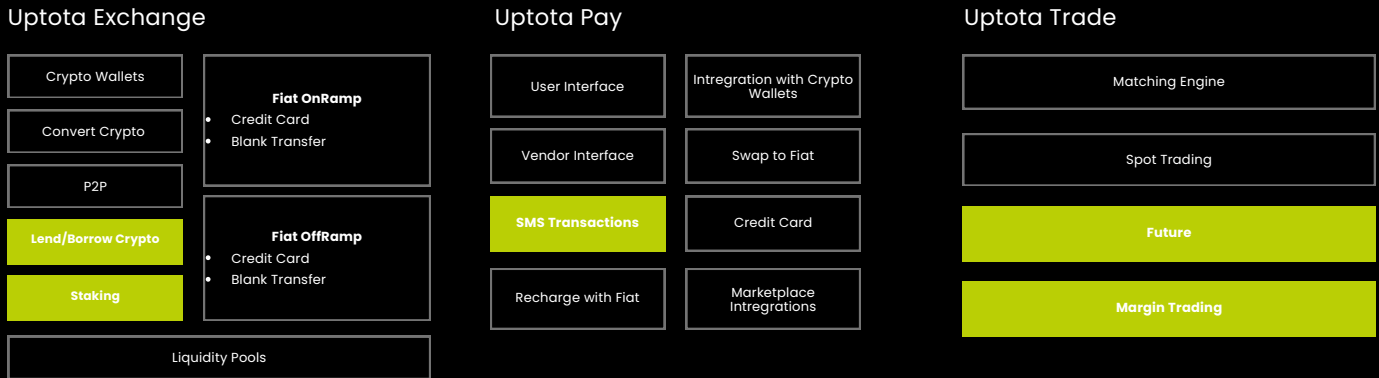 Uptota Exchange
Crypto Wallets
Convert Crypto
P2P
Lend/Borrow Crypto
Staking
Fiat OnRamp
• Credit Card
• Blank Transfer
Fiat OffRamp
• Credit Card
• Blank Transfer
Liquidity Pools
Uptota Pay
User Interface
Vendor Interface
SMS Transactions
Recharge with Fiat
Intregration with Crypto
Wallets
Swap to Fiat
Credit Card
Marketplace
Intregrations
Uptota Trade
Matching Engine
Spot Trading
Future
Margin Trading